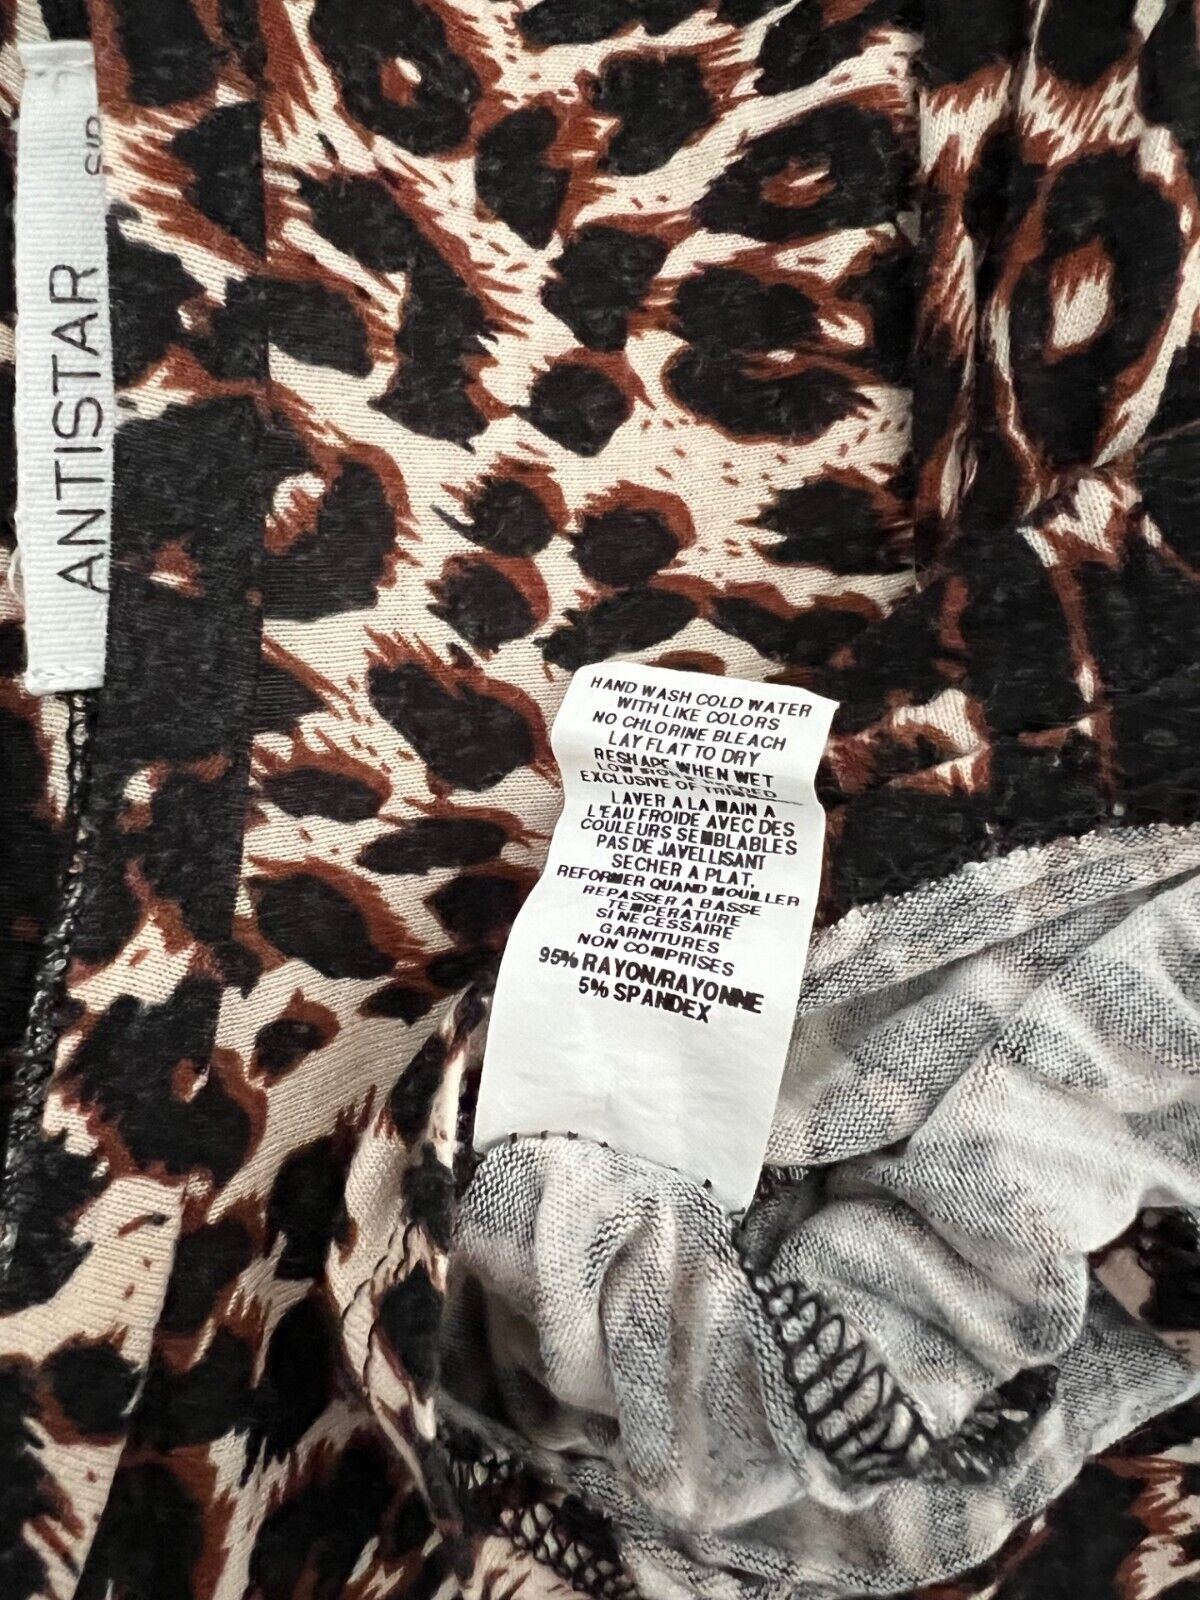 ANTISTAR
S/P
HAND WASH COLD WATER
WITH LIKE COLORS
NO CHLORINE BLEACH
LAY FLAT TO DRY
RESHAPE WHEN WET
EXCLUSIVE OF
LAVER A LA MAIN A
L'EAU FROIDE AVEC DES
COULEURS SEMBLABLES
PAS DE JAVELLISANT
SECHER A PLAT,
REFORMER QUAND MOUILLER
REPASSER A BASSE
TEMPERATURE
SI NECESSAIRE
GARNITURES
NON COMPRISES
95% RAYON/RAYONNE
5% SPANDEX